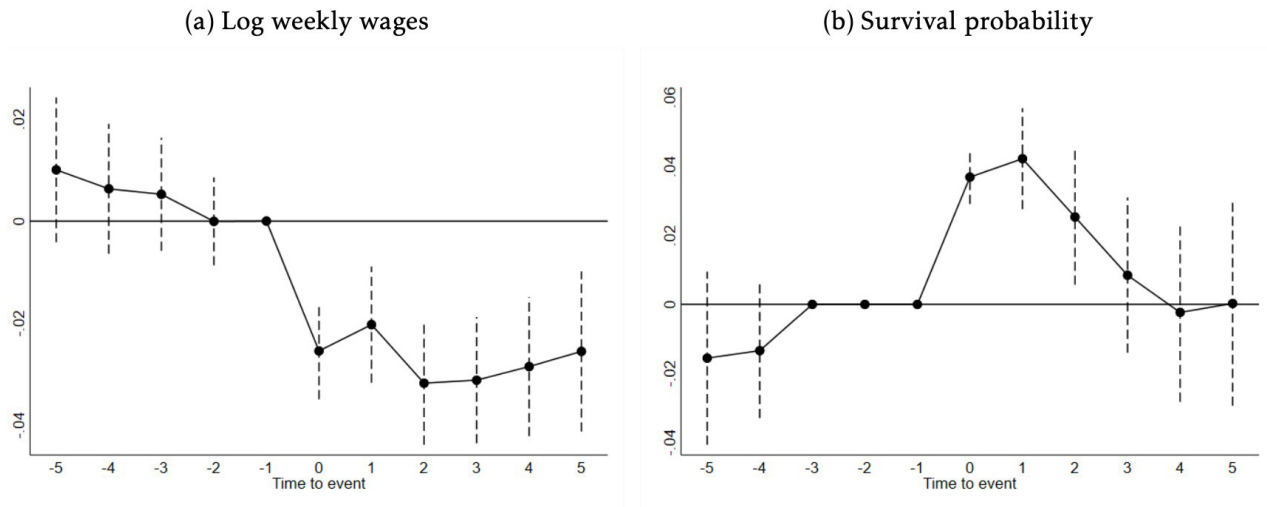 (a) Log weekly wages
.02
0
-.02
-.04
-5 -4 -3 -2 -1 0 1 2 3 4 5
Time to event
(b) Survival probability
.06
.04
.02
0
-.02
-.04
-5 -4 -3 -2 -1 0 1 2 3 4 5
Time to event